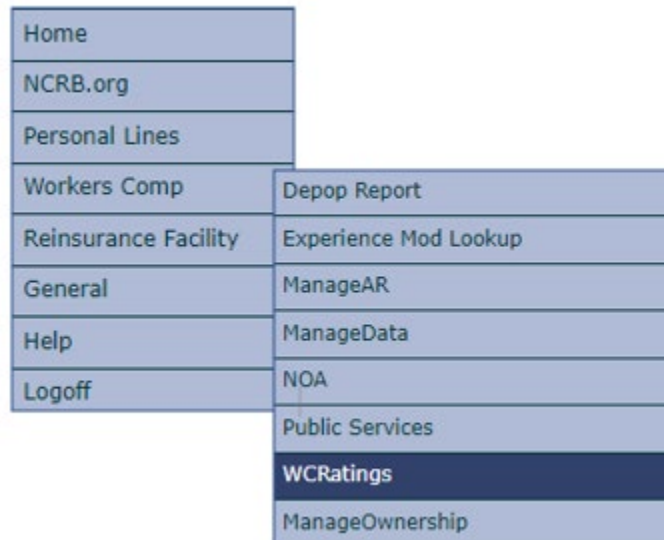 Home
NCRB.org
Personal Lines
Workers Comp
Reinsurance Facility
General
Help
Logoff
Depop Report
Experience Mod Lookup
ManageAR
ManageData
NOA
Public Services
WCRatings
ManageOwnership